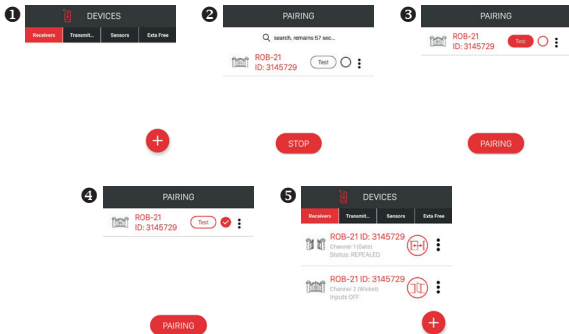 1
DEVICES
Receivers Transmit... Sensors Exta Free
+
2
PAIRING
search, remains 57 sec...
ROB-21
ID: 3145729
Test
STOP
3
PAIRING
ROB-21
ID: 3145729
Test
PAIRING
4
PAIRING
ROB-21
ID: 3145729
Test
PAIRING
5
DEVICES
Receivers Transmit... Sensors Exta Free
ROB-21 ID: 3145729
Channel 1 (Gate)
Status: REPEALED
ROB-21 ID: 3145729
Channel 2 (Wicket)
Inputs OFF
+